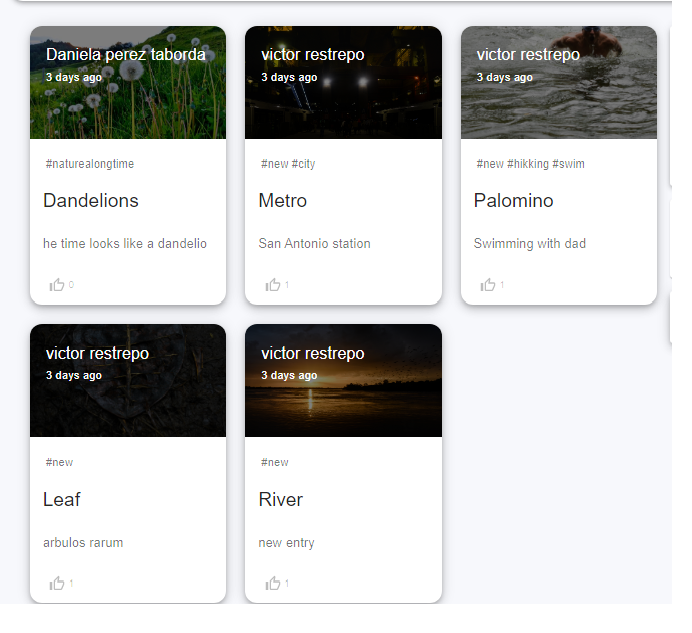 Daniela perez taborda
3 days ago
#naturealongtime
Dandelions
he time looks like a dandelio
0
victor restrepo
3 days ago
#new #city
Metro
San Antonio station
1
victor restrepo
3 days ago
#new #hikking #swim
Palomino
Swimming with dad
1
victor restrepo
3 days ago
#new
Leaf
arbulos rarum
1
victor restrepo
3 days ago
#new
River
new entry
1